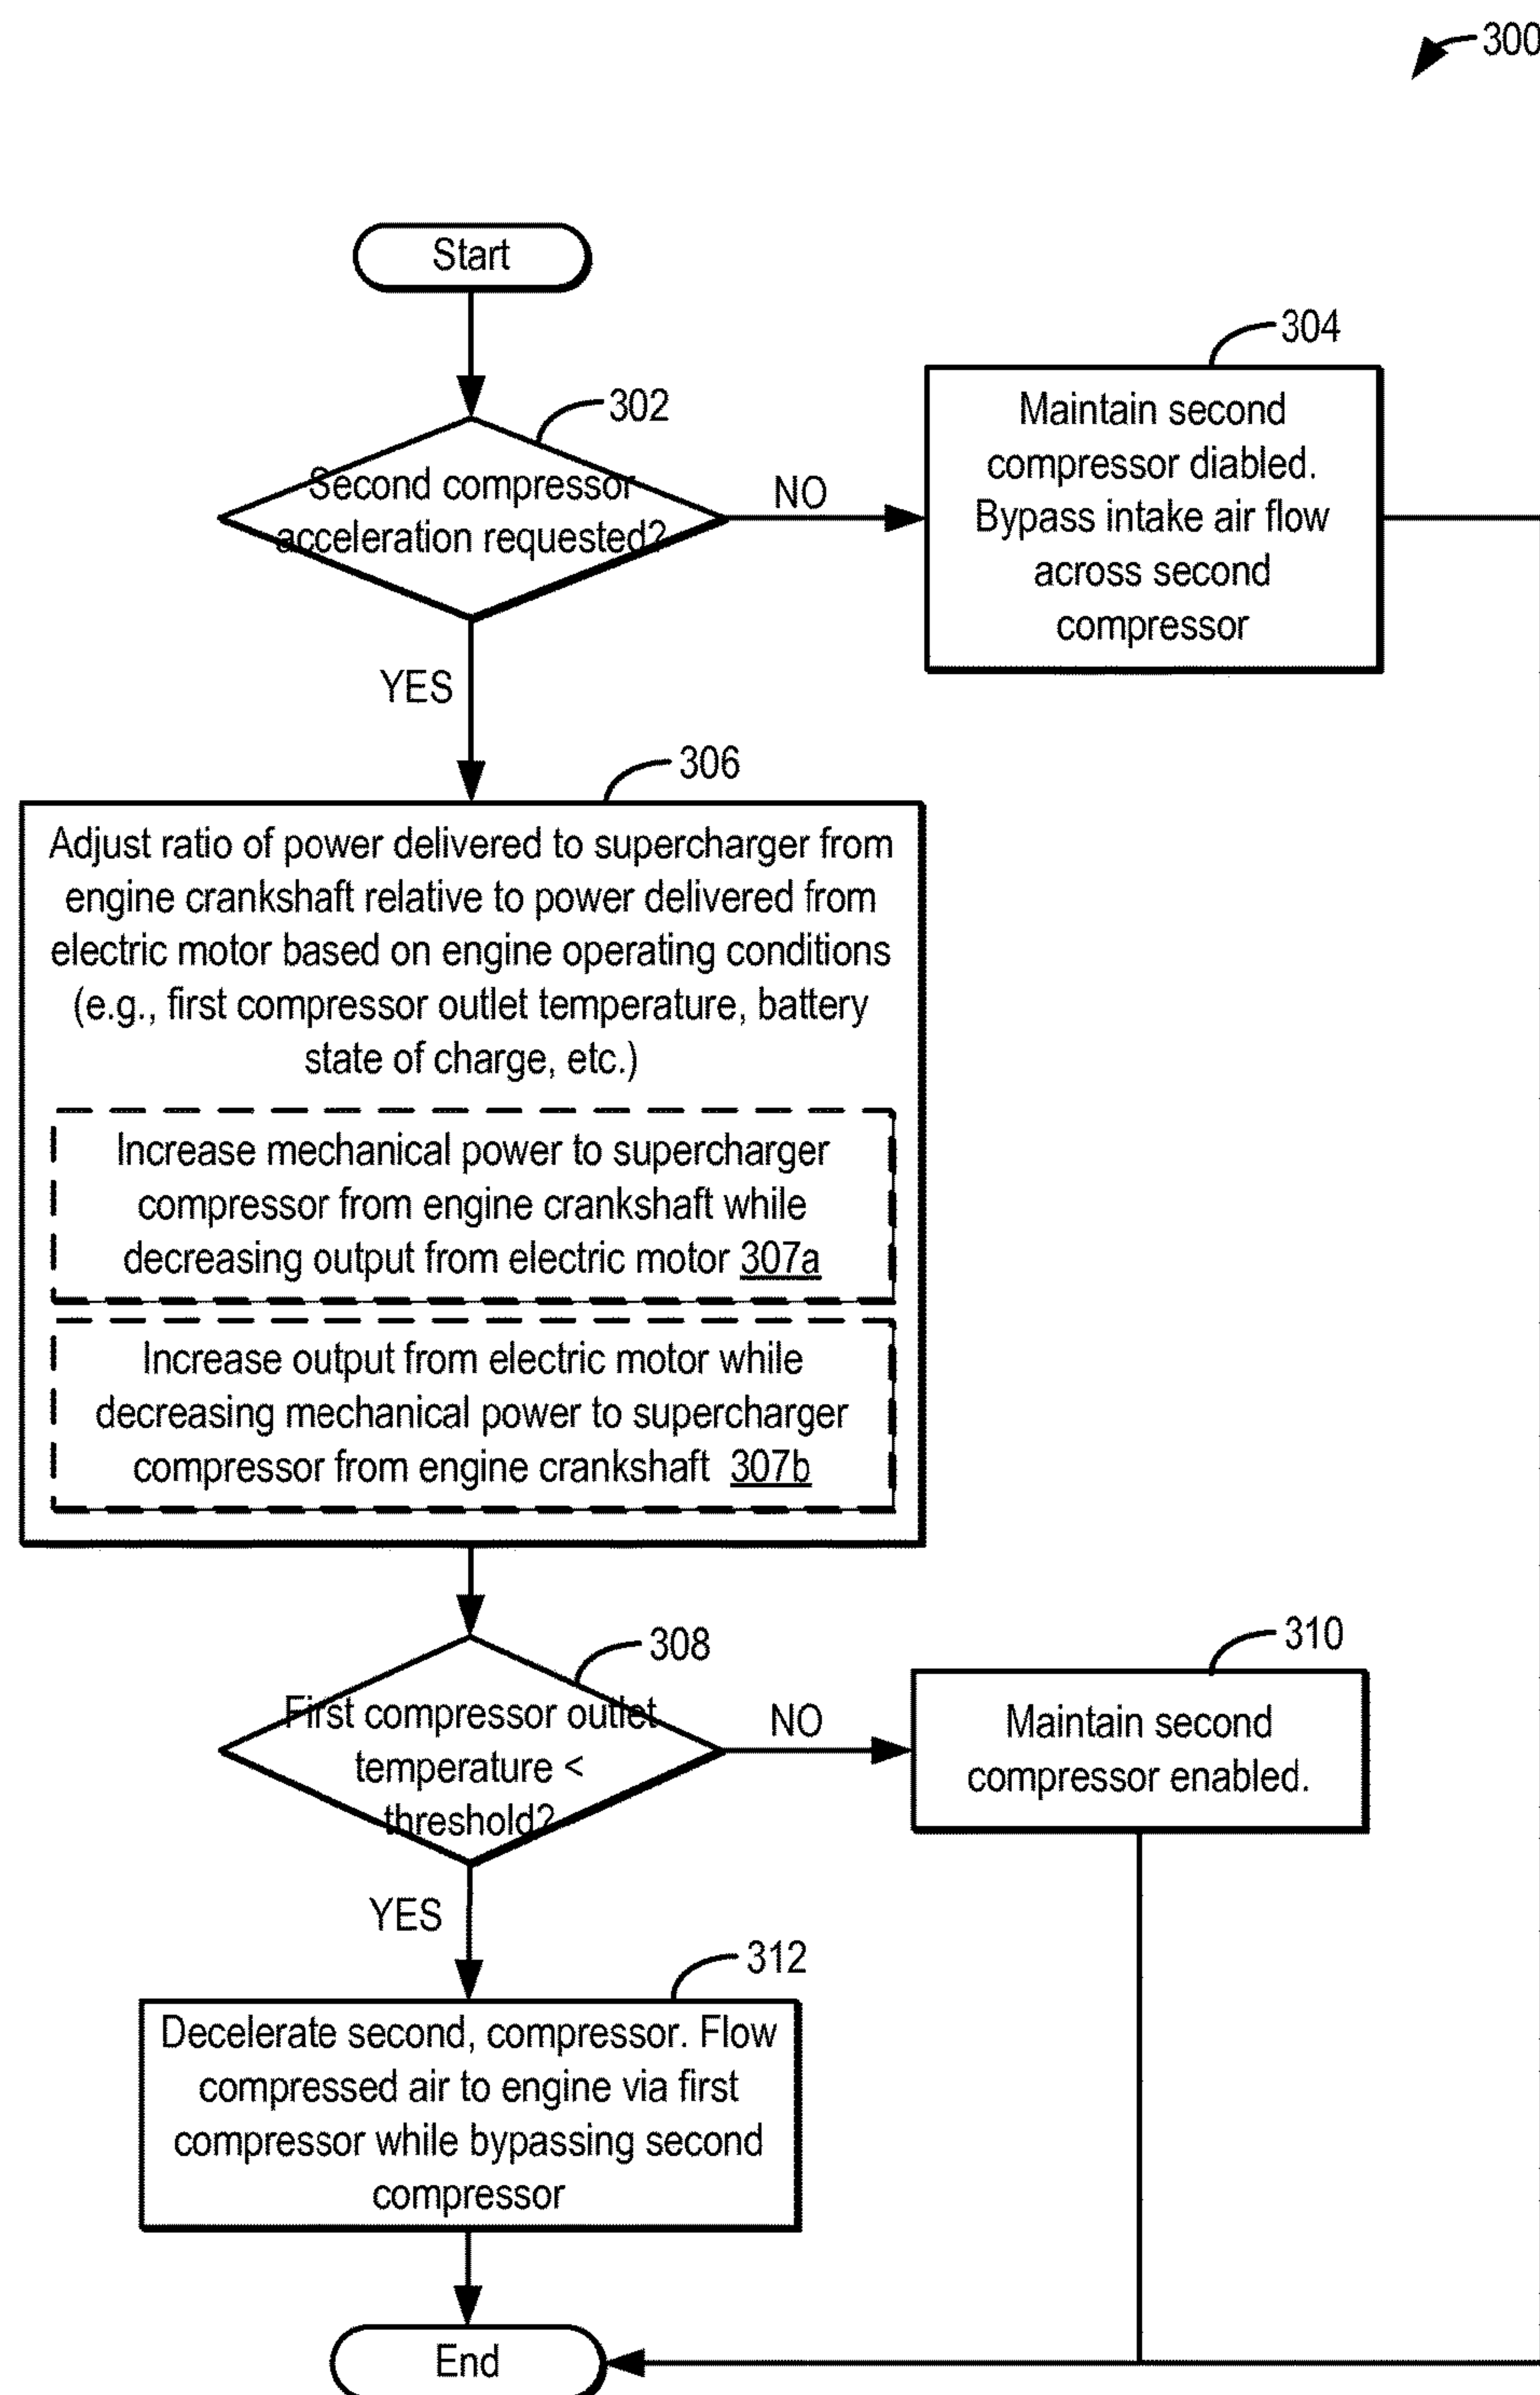 300
Start
302
Second compressor
acceleration requested?
NO
304
Maintain second
compressor diabled.
Bypass intake air flow
across second
compressor
YES
306
Adjust ratio of power delivered to supercharger from
engine crankshaft relative to power delivered from
electric motor based on engine operating conditions
(e.g., first compressor outlet temperature, battery
state of charge, etc.)
Increase mechanical power to supercharger
compressor from engine crankshaft while
decreasing output from electric motor 307a
Increase output from electric motor while
decreasing mechanical power to supercharger
compressor from engine crankshaft 307b
308
First compressor outlet
temperature <
threshold?
NO
310
Maintain second
compressor enabled.
YES
312
Decelerate second, compressor. Flow
compressed air to engine via first
compressor while bypassing second
compressor
End